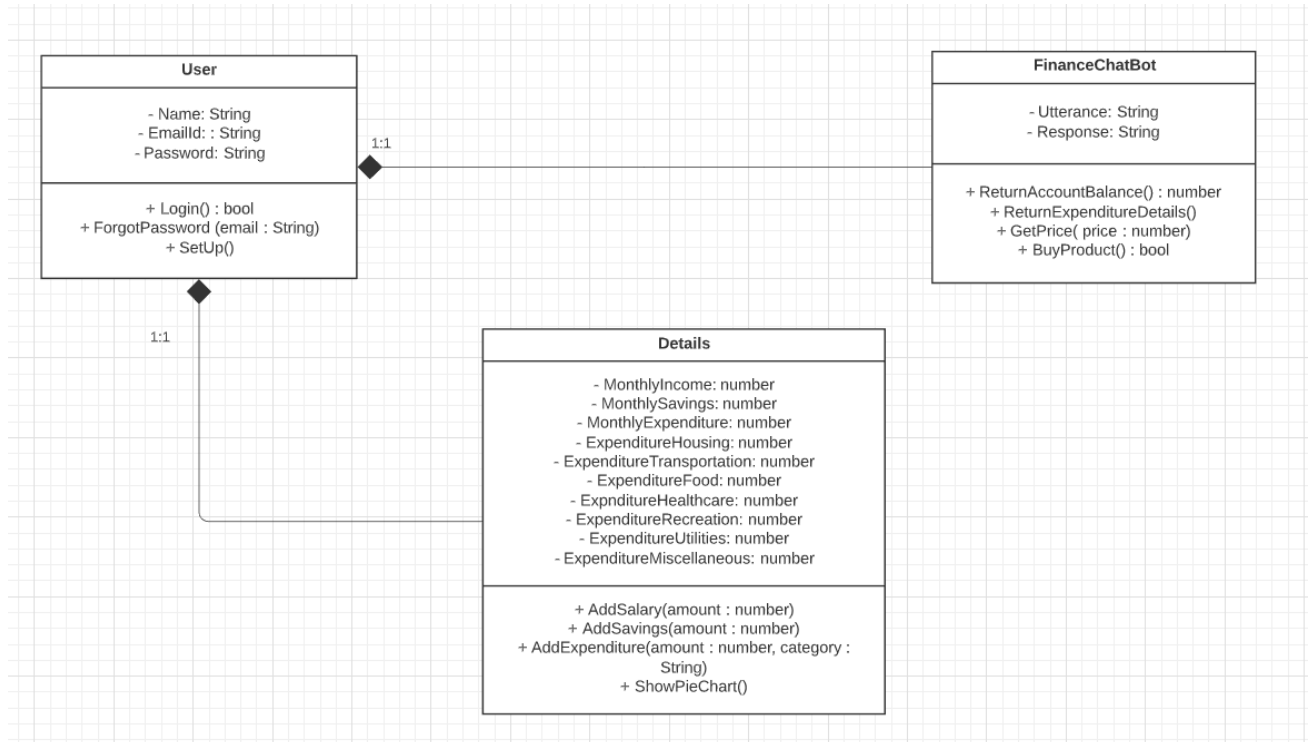 User
- Name: String
- EmailId: : String
- Password: String
+ Login() : bool
+ ForgotPassword (email : String)
+ SetUp()
1:1
FinanceChatBot
- Utterance: String
- Response: String
+ ReturnAccountBalance() : number
+ ReturnExpenditureDetails()
+ GetPrice( price : number)
+ BuyProduct() : bool
1:1
Details
- MonthlyIncome: number
- MonthlySavings: number
- MonthlyExpenditure: number
- ExpenditureHousing: number
- ExpenditureTransportation: number
- ExpenditureFood: number
- ExpnditureHealthcare: number
- ExpenditureRecreation: number
- ExpenditureUtilities: number
- ExpenditureMiscellaneous: number
+ AddSalary(amount : number)
+ AddSavings(amount : number)
+ AddExpenditure(amount : number, category :
String)
+ ShowPieChart()